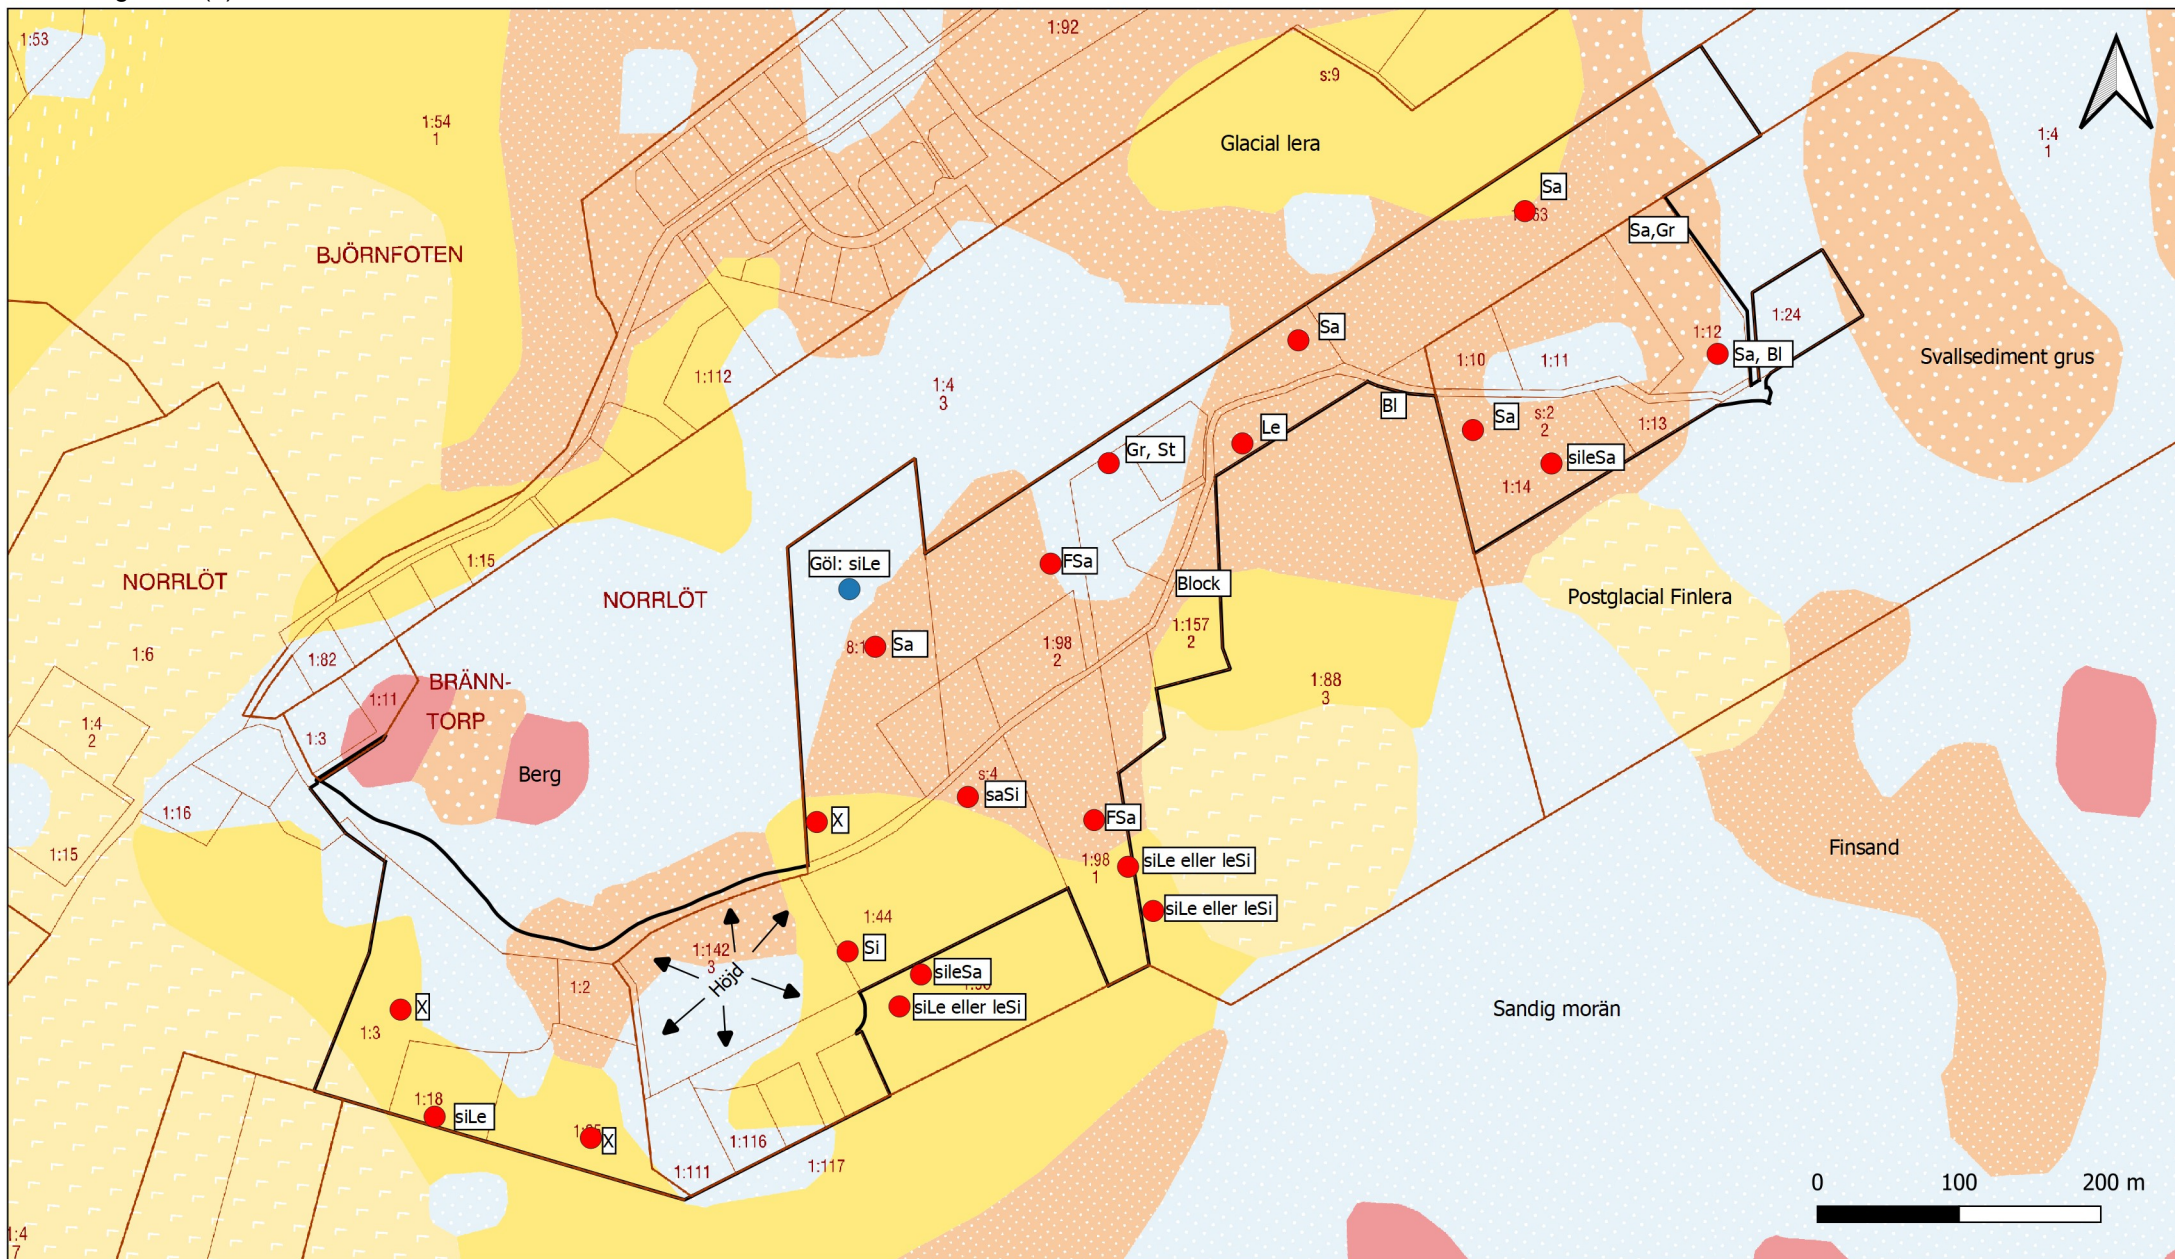 1:53
1:92
s:9
1:54
1
Glacial lera
1:4
1
Sa
Sa,Gr
BJÖRNFOTEN
1:24
Sa
1:12
Sa, Bl
Svallsediment grus
1:10
1:11
1:112
1:4
3
Bl
Sa
s:2
2
1:13
Le
Gr, St
sileSa
1:14
1:15
Göl: siLe
FSa
Block
NORRLÖT
NORRLÖT
Postglacial Finlera
1:157
2
Sa
1:98
2
1:6
1:82
BRÄNN-
TORP
1:11
1:88
3
1:4
2
1:3
Berg
s:4
saSi
1:16
X
FSa
1:15
Finsand
1:98
1
siLe eller leSi
siLe eller leSi
1:44
Si
1:142
3
Höjd
sileSa
1:2
siLe eller leSi
X
1:3
Sandig morän
1:18
siLe
X
1:116
1:117
1:111
0 100 200 m
1:4
7